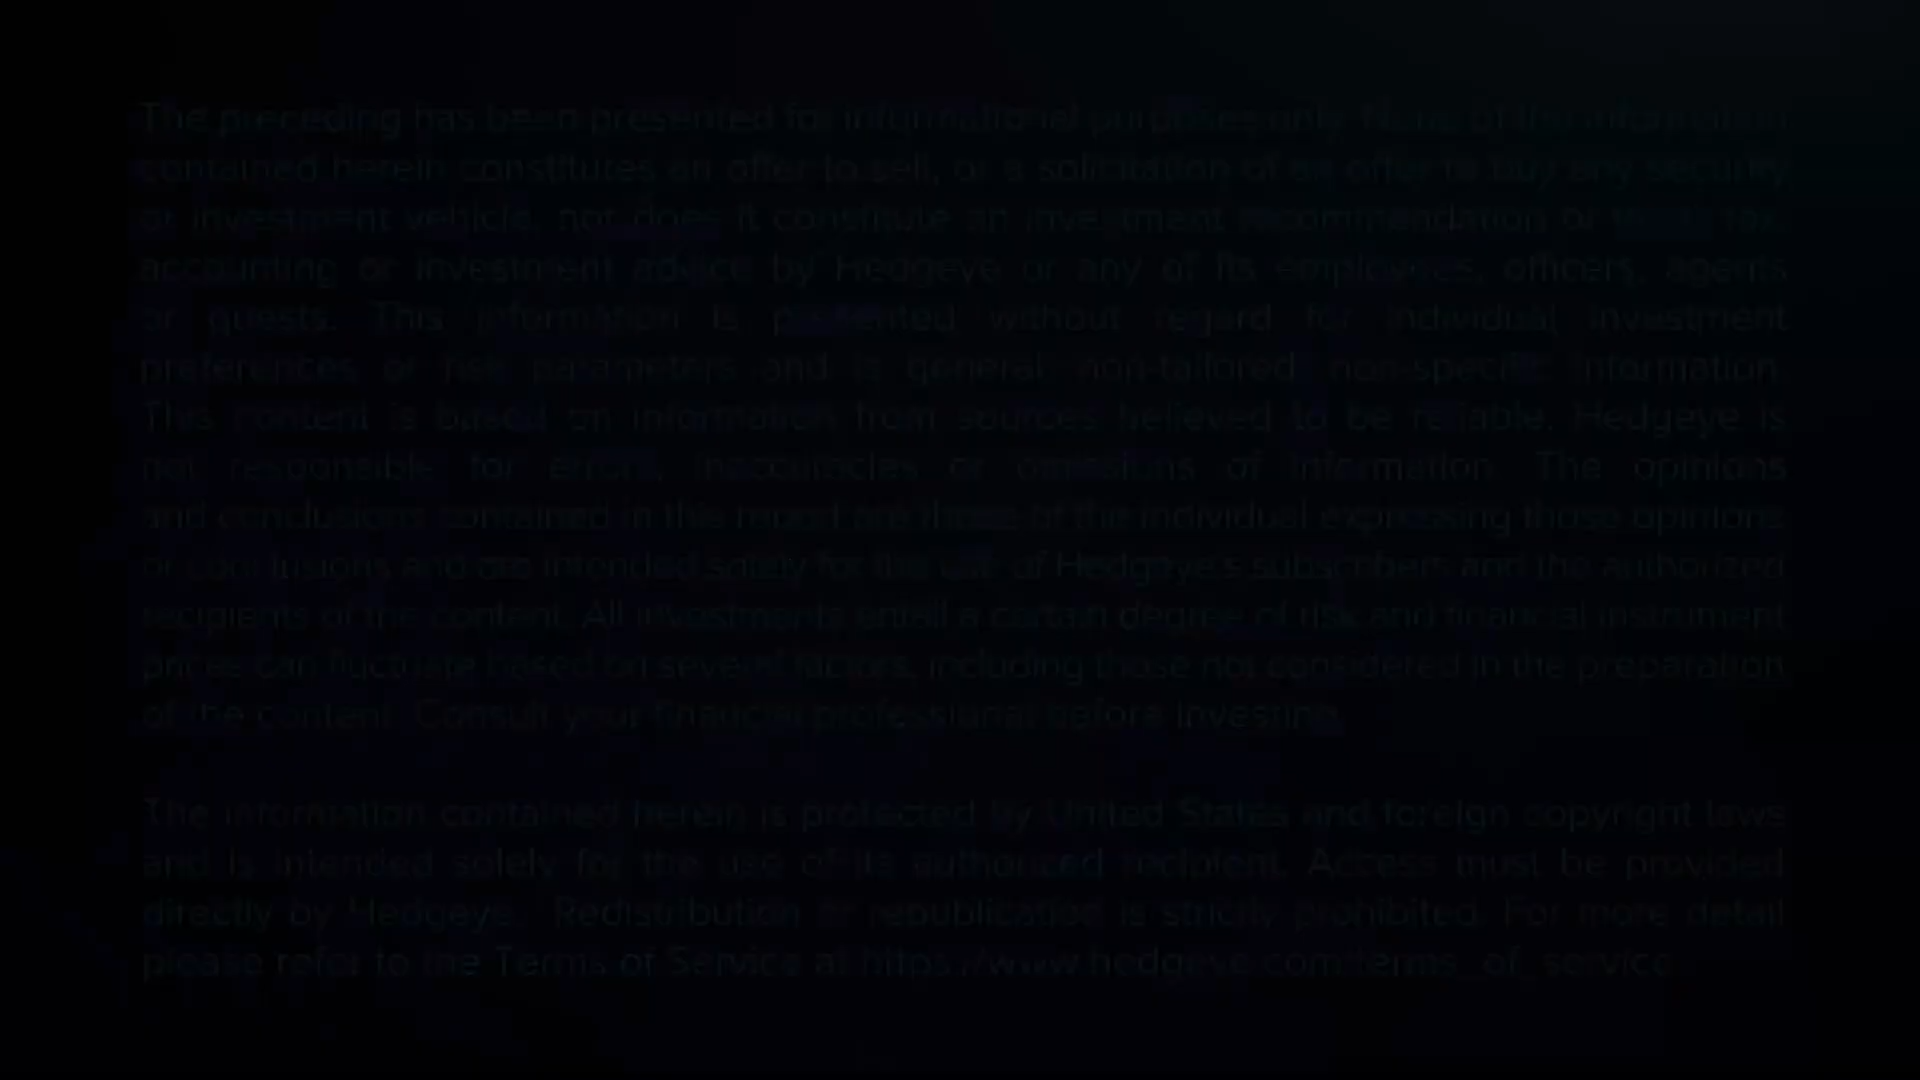 The preceding has been presented for informational purposes only. None of the information
contained herein constitutes an offer to sell, or a solicitation of an offer to buy any security
or investment vehicle, nor does it constitute an investment recommendation or tax,
accounting or investment advice by Hedgeye or any of its employees, officers, agents
or guests. This information is presented without regard for individual investment
preferences or risk parameters and is general, non-tailored, non-specific information.
This content is based on information from sources believed to be reliable. Hedgeye is
not responsible for errors, inaccuracies or omissions of information. The opinions
and conclusions contained in this report are those of the individual expressing those opinions
or conclusions and are intended solely for the use of Hedgeye's subscribers and the authorized
recipients of the content. All investments entail a certain degree of risk and financial instrument
prices can fluctuate based on several factors, including those not considered in the preparation
of the content. Consult your financial professional before investing.
The information contained herein is protected by United States and foreign copyright laws
and is intended solely for the use of its authorized recipient. Access must be provided
directly by Hedgeye. Redistribution or republication is strictly prohibited. For more detail
please refer to the Terms of Service at https://www.hedgeye.com/terms_of_service